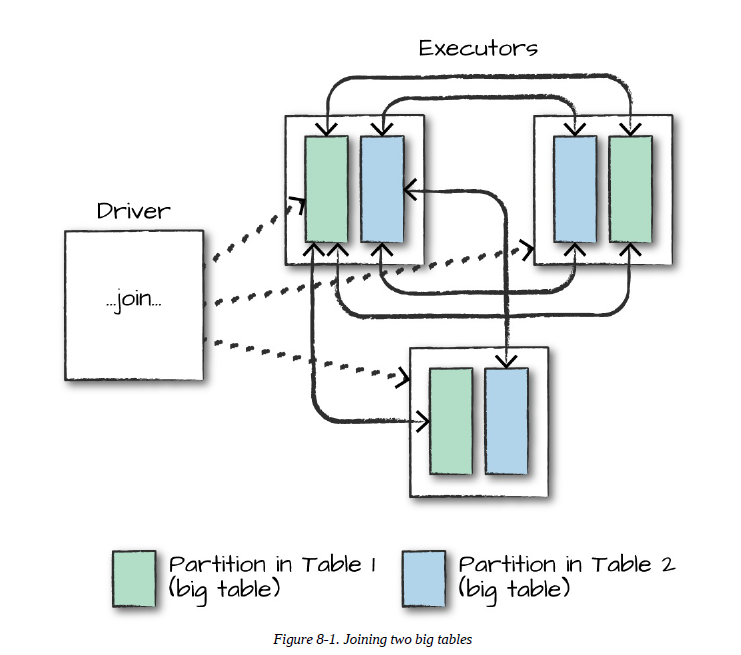 Executors
Driver
...join...
Partition in Table 1
(big table)
Partition in Table 2
(big table)
Figure 8-1. Joining two big tables